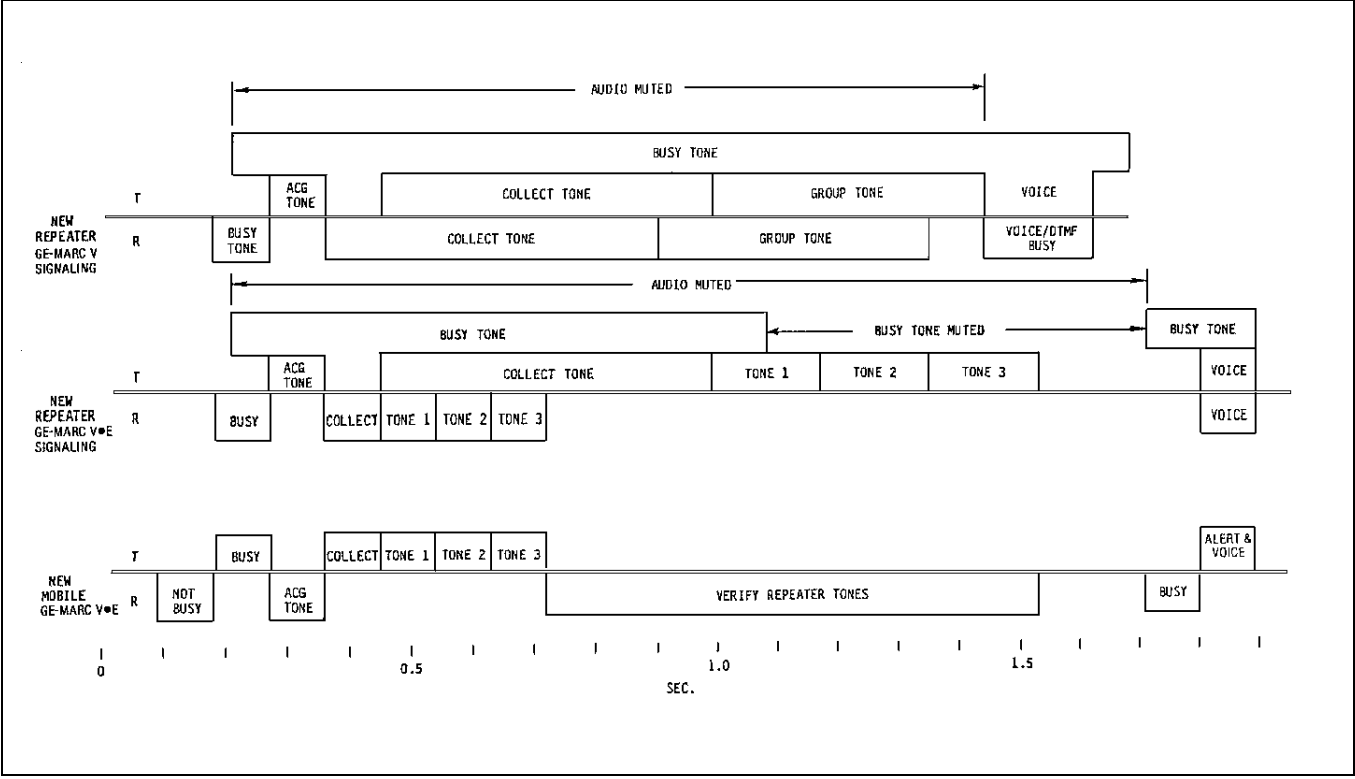 AUDIO MUTED
BUSY TONE
T
ACG TONE
COLLECT TONE
GROUP TONE
VOICE
NEW REPEATER GE-MARC V SIGNALING
R
BUSY TONE
COLLECT TONE
GROUP TONE
VOICE/DTMF BUSY
AUDIO MUTED
BUSY TONE
BUSY TONE MUTED
BUSY TONE
T
ACG TONE
COLLECT TONE
TONE 1
TONE 2
TONE 3
VOICE
NEW REPEATER GE-MARC V•E SIGNALING
R
BUSY
COLLECT
TONE 1
TONE 2
TONE 3
VOICE
T
BUSY
COLLECT
TONE 1
TONE 2
TONE 3
ALERT & VOICE
NEW MOBILE GE-MARC V•E
R
NOT BUSY
ACG TONE
VERIFY REPEATER TONES
BUSY
0
0.5
1.0
1.5
SEC.